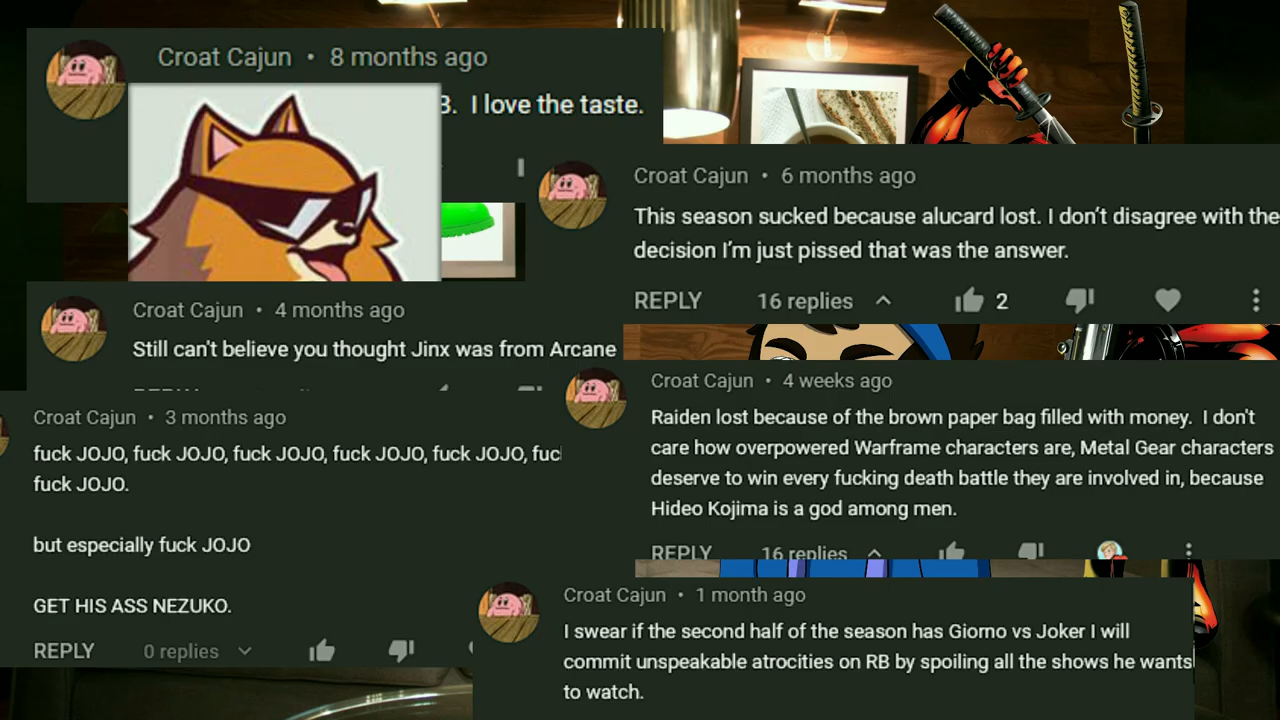 Croat Cajun • 8 months ago
3. I love the taste.
Croat Cajun • 6 months ago
This season sucked because alucard lost. I don't disagree with the
decision I'm just pissed that was the answer.
REPLY 16 replies 2
Croat Cajun • 4 months ago
Still can't believe you thought Jinx was from Arcane
Croat Cajun • 4 weeks ago
Raiden lost because of the brown paper bag filled with money. I don't
care how overpowered Warframe characters are, Metal Gear characters
deserve to win every fucking death battle they are involved in, because
Hideo Kojima is a god among men.
REPLY 16 replies
Croat Cajun • 3 months ago
fuck JOJO, fuck JOJO, fuck JOJO, fuck JOJO, fuck JOJO, fuc
fuck JOJO.
but especially fuck JOJO
GET HIS ASS NEZUKO.
REPLY 0 replies
Croat Cajun • 1 month ago
I swear if the second half of the season has Giorno vs Joker I will
commit unspeakable atrocities on RB by spoiling all the shows he wants
to watch.